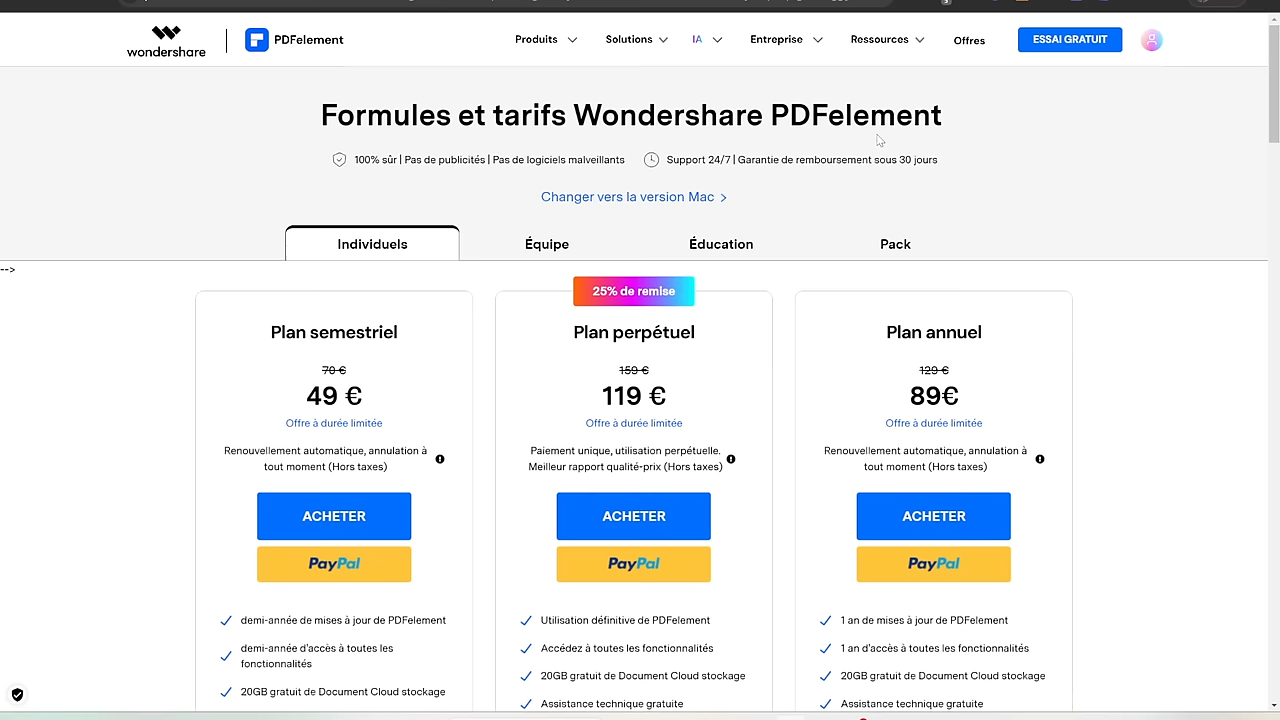 wondershare
PDFelement
Produits
Solutions
IA
Entreprise
Ressources
Offres
ESSAI GRATUIT
Formules et tarifs Wondershare PDFelement
100% sûr | Pas de publicités | Pas de logiciels malveillants
Support 24/7 | Garantie de remboursement sous 30 jours
Changer vers la version Mac >
Individuels
Équipe
Éducation
Pack
-->
Plan semestriel
70 €
49 €
Offre à durée limitée
Renouvellement automatique, annulation à
tout moment (Hors taxes)
ACHETER
PayPal
demi-année de mises à jour de PDFelement
demi-année d'accès à toutes les
fonctionnalités
20GB gratuit de Document Cloud stockage
25% de remise
Plan perpétuel
159 €
119 €
Offre à durée limitée
Paiement unique, utilisation perpétuelle.
Meilleur rapport qualité-prix (Hors taxes)
ACHETER
PayPal
Utilisation définitive de PDFelement
Accédez à toutes les fonctionnalités
20GB gratuit de Document Cloud stockage
Assistance technique gratuite
Plan annuel
129 €
89€
Offre à durée limitée
Renouvellement automatique, annulation à
tout moment (Hors taxes)
ACHETER
PayPal
1 an de mises à jour de PDFelement
1 an d'accès à toutes les fonctionnalités
20GB gratuit de Document Cloud stockage
Assistance technique gratuite